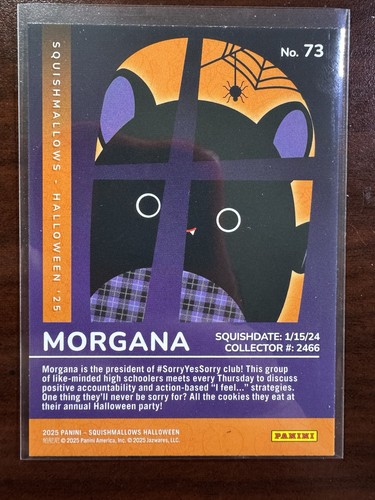 No. 73
SQUISHMALLOWS - HALLOWEEN '25
MORGANA
SQUISHDATE: 1/15/24
COLLECTOR #: 2466
Morgana is the president of #SorryYesSorry club! This group
of like-minded high schoolers meets every Thursday to discuss
positive accountability and action-based "I feel..." strategies.
One thing they'll never be sorry for? All the cookies they eat at
their annual Halloween party!
2025 PANINI – SQUISHMALLOWS HALLOWEEN
© 2025 Panini America, Inc. © 2025 Jazwares, LLC.
PANINI